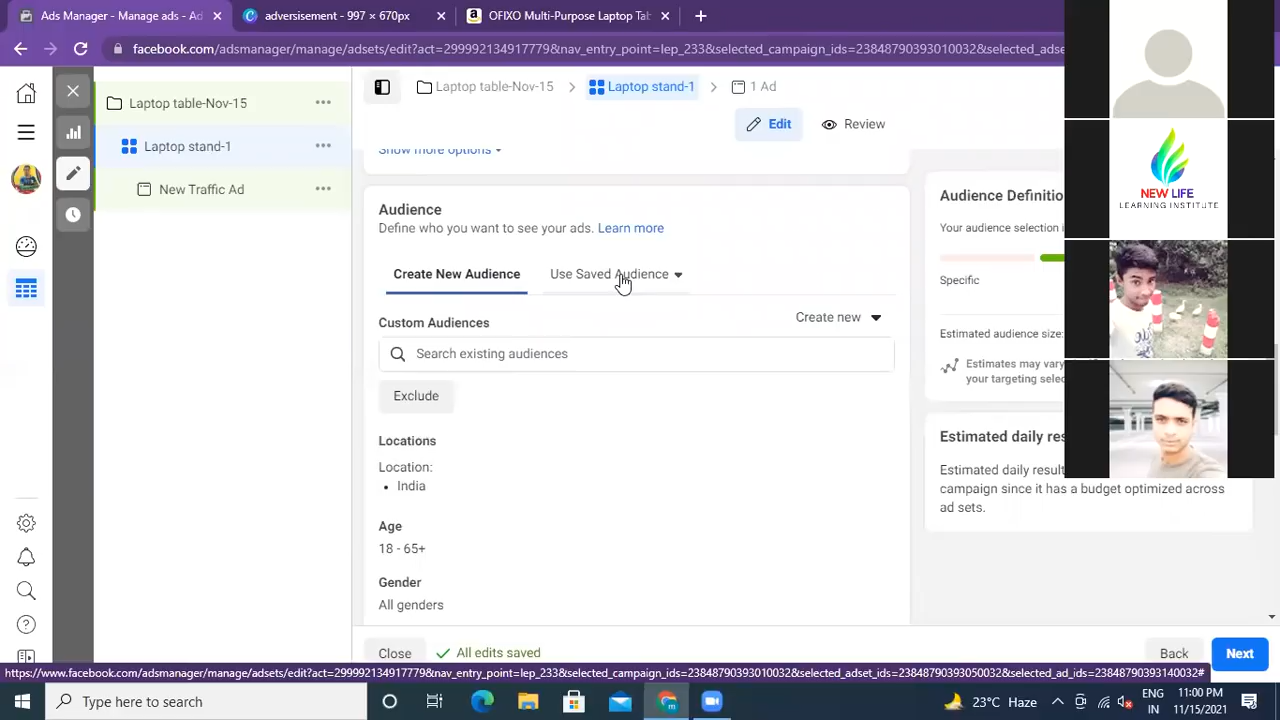 Ads Manager - Manage ads - Ad
adversisement - 997 × 670px
OFIXO Multi-Purpose Laptop Tab
facebook.com/adsmanager/manage/adsets/edit?act=299992134917779&nav_entry_point=lep_233&selected_campaign_ids=23848790393010032&selected_adse
Laptop table-Nov-15
Laptop stand-1
New Traffic Ad
Laptop table-Nov-15
Laptop stand-1
1 Ad
Edit
Review
Show more options
Audience
Define who you want to see your ads. Learn more
Create New Audience
Use Saved Audience
Custom Audiences
Create new
Search existing audiences
Exclude
Locations
Location:
• India
Age
18 - 65+
Gender
All genders
Audience Definitio
Your audience selection i
Specific
Estimated audience size:
Estimates may vary
your targeting selec
Estimated daily res
Estimated daily result
campaign since it has a budget optimized across
ad sets.
NEW LIFE
LEARNING INSTITUTE
Close
All edits saved
Back
Next
https://www.facebook.com/adsmanager/manage/adsets/edit?act=299992134917779&nav_entry_point=lep_233&selected_campaign_ids=23848790393010032&selected_adset_ids=23848790393050032&selected_ad_ids=23848790393140032#
Type here to search
23°C Haze
ENG
IN
11:00 PM
11/15/2021